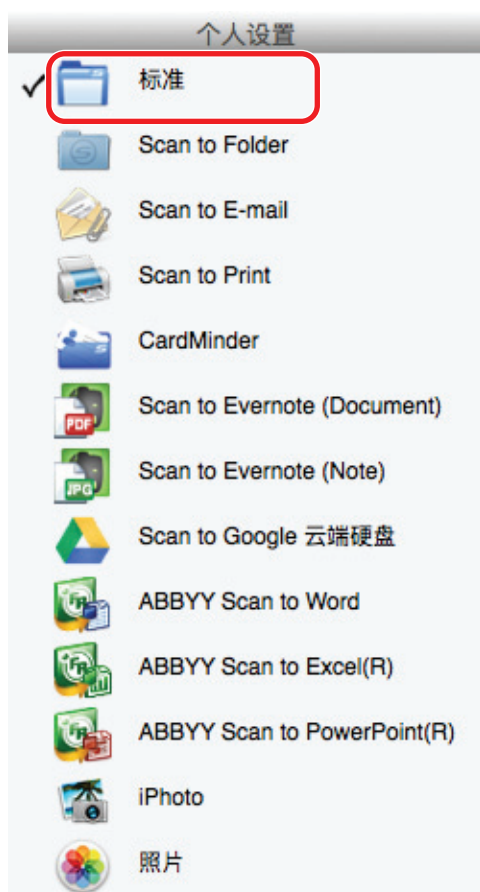 个人设置
标准
Scan to Folder
Scan to E-mail
Scan to Print
CardMinder
PDF
Scan to Evernote (Document)
JPG
Scan to Evernote (Note)
Scan to Google 云端硬盘
ABBYY Scan to Word
ABBYY Scan to Excel(R)
ABBYY Scan to PowerPoint(R)
iPhoto
照片